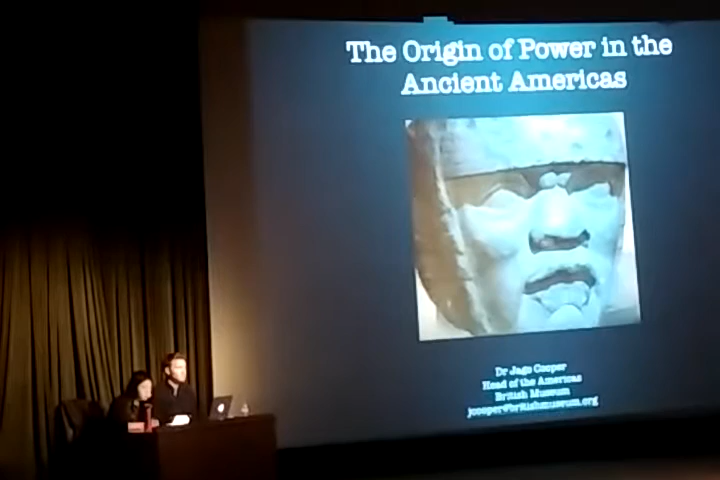 The Origin of Power in the
Ancient Americas
Dr Jago Cooper
Head of the Americas
British Museum
jcooper@britishmuseum.org